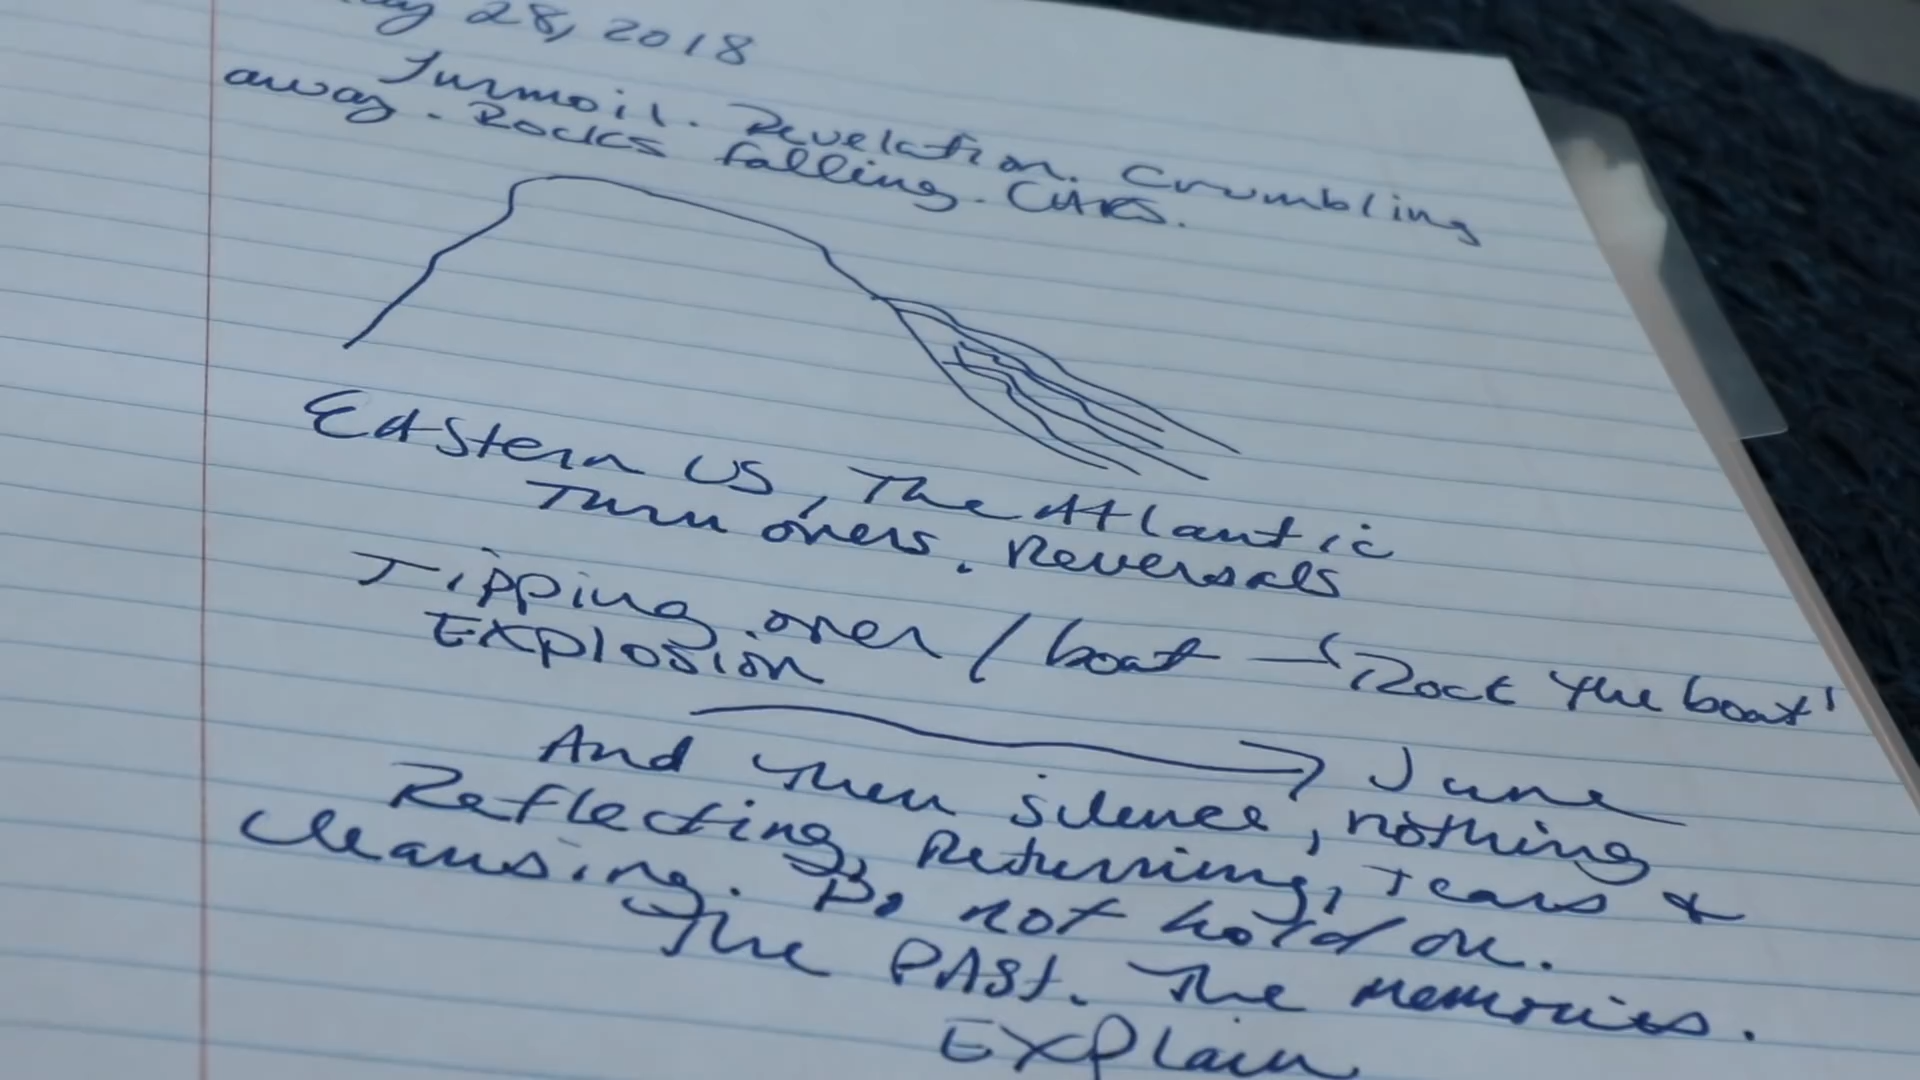 y 28, 2018
Turmoil. Revelation. Crumbling
away. Rocks falling. CARS.
Eastern US, The Atlantic
Turn overs. Reversals
Tipping over / boat → 'Rock the boat'
Explosion
June
And then silence, nothing
Reflecting, Returning, Tears &
cleansing. Do not hold on.
The PAST. The memories.
Explain